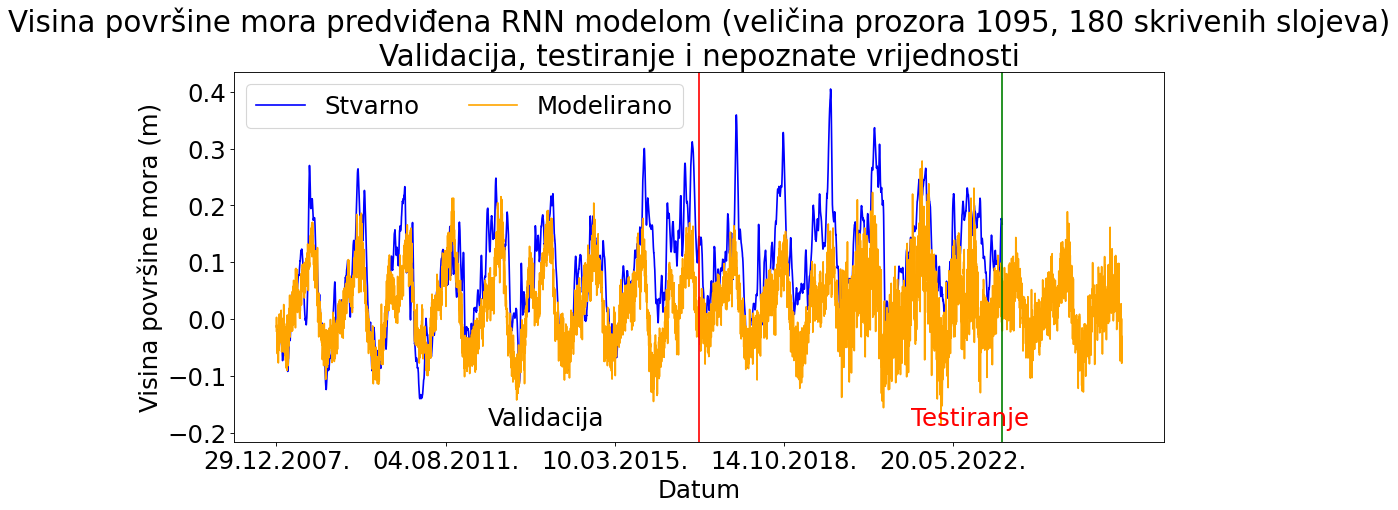 Visina površine mora predviđena RNN modelom (veličina prozora 1095, 180 skrivenih slojeva)
Validacija, testiranje i nepoznate vrijednosti
Stvarno
Modelirano
Visina površine mora (m)
0.4
0.3
0.2
0.1
0.0
−0.1
−0.2
Validacija
Testiranje
29.12.2007.
04.08.2011.
10.03.2015.
14.10.2018.
20.05.2022.
Datum